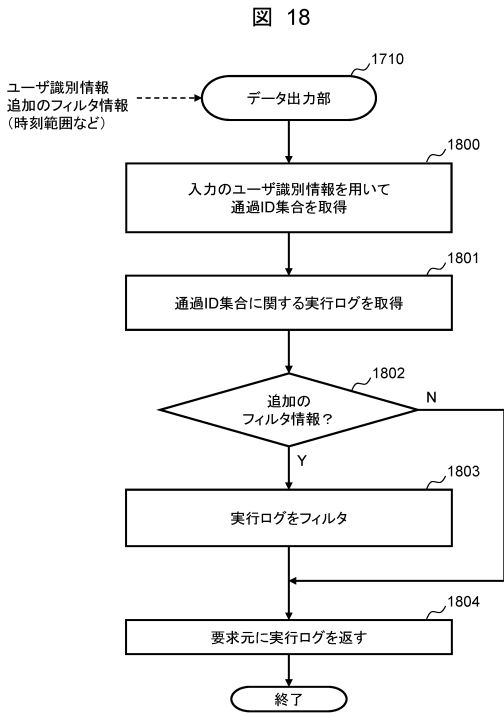 図 18
1710
ユーザ識別情報
追加のフィルタ情報
（時刻範囲など）
データ出力部
1800
入力のユーザ識別情報を用いて
通過ID集合を取得
1801
通過ID集合に関する実行ログを取得
1802
追加の
フィルタ情報？
N
Y
1803
実行ログをフィルタ
1804
要求元に実行ログを返す
終了